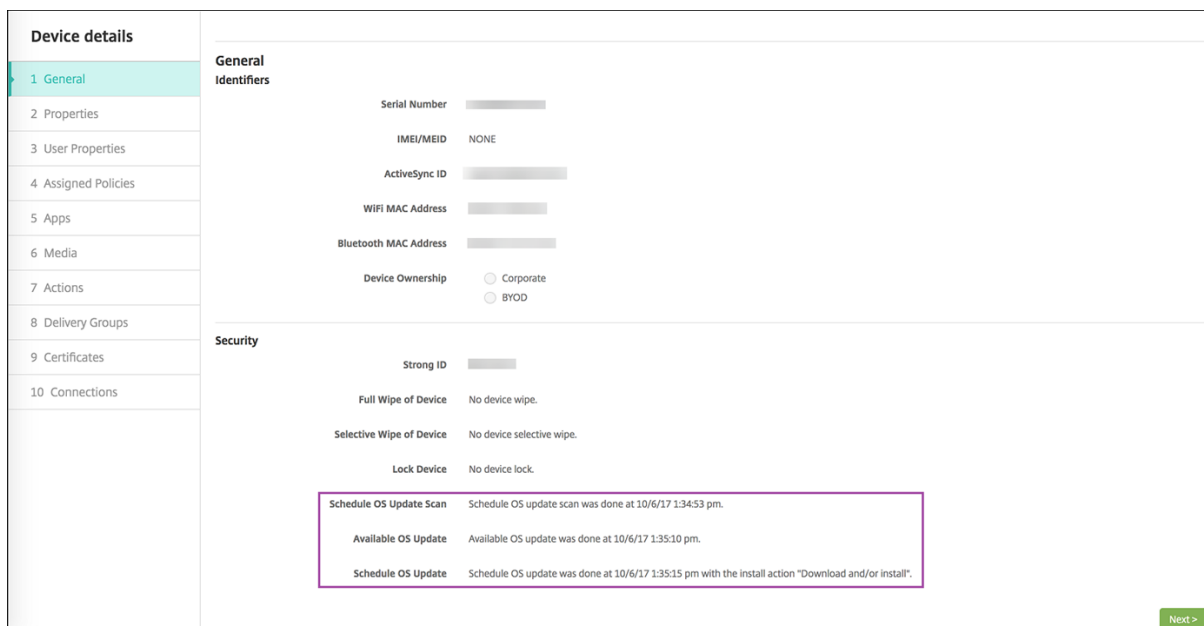 Device details
1 General
2 Properties
3 User Properties
4 Assigned Policies
5 Apps
6 Media
7 Actions
8 Delivery Groups
9 Certificates
10 Connections
General
Identifiers
Serial Number
IMEI/MEID NONE
ActiveSync ID
WiFi MAC Address
Bluetooth MAC Address
Device Ownership Corporate
BYOD
Security
Strong ID
Full Wipe of Device No device wipe.
Selective Wipe of Device No device selective wipe.
Lock Device No device lock.
Schedule OS Update Scan Schedule OS update scan was done at 10/6/17 1:34:53 pm.
Available OS Update Available OS update was done at 10/6/17 1:35:10 pm.
Schedule OS Update Schedule OS update was done at 10/6/17 1:35:15 pm with the install action "Download and/or install".
Next >